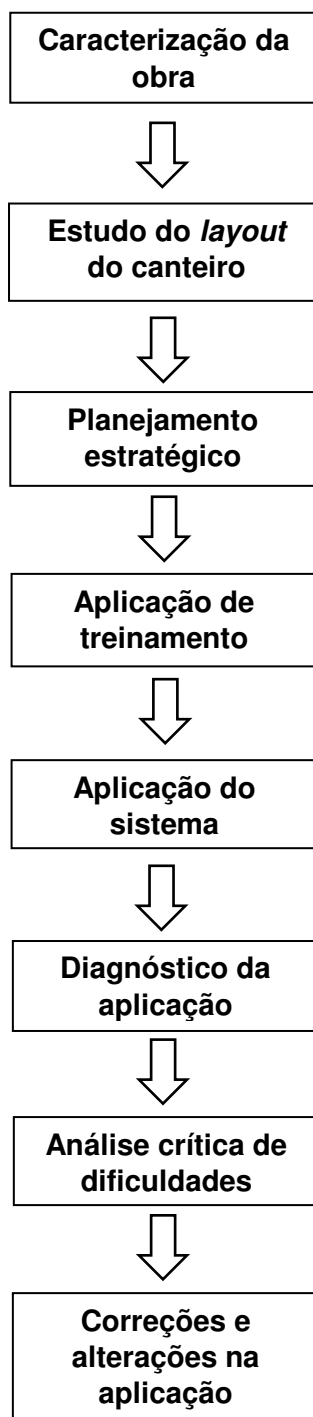 Caracterização da
obra
Estudo do layout
do canteiro
Planejamento
estratégico
Aplicação de
treinamento
Aplicação do
sistema
Diagnóstico da
aplicação
Análise crítica de
dificuldades
Correções e
alterações na
aplicação